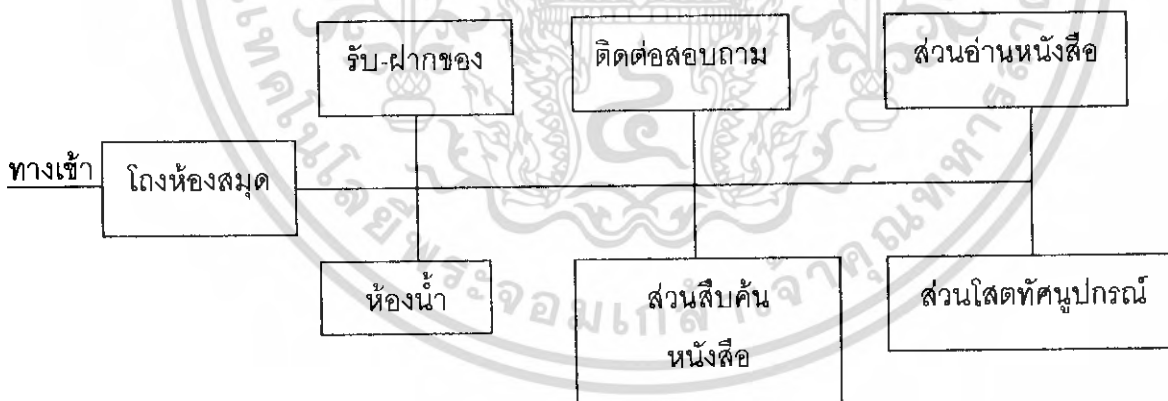 รับ-ฝากของ
ติดต่อสอบถาม
ส่วนอ่านหนังสือ
ทางเข้า
โถงห้องสมุด
ห้องน้ำ
ส่วนสืบค้น
หนังสือ
ส่วนโสตทัศนูปกรณ์